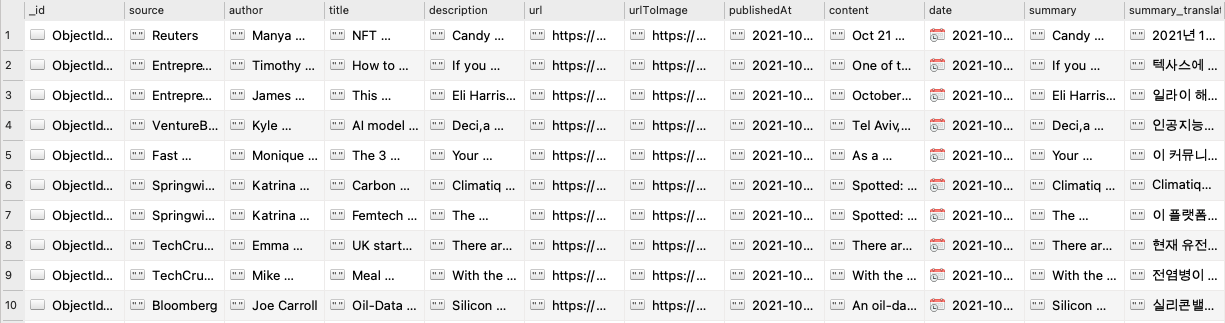 _id source author title description url urlToImage publishedAt content date summary summary_translat
1 ObjectId... Reuters Manya ... NFT ... Candy ... https://... https://... 2021-10... Oct 21 ... 2021-10... Candy ... 2021년 1...
2 ObjectId... Entrepre... Timothy ... How to ... If you ... https://... https://... 2021-10... One of t... 2021-10... If you ... 텍사스에 ...
3 ObjectId... Entrepre... James ... This ... Eli Harris... https://... https://... 2021-10... October... 2021-10... Eli Harris... 일라이 해...
4 ObjectId... VentureB... Kyle ... AI model ... Deci,a ... https://... https://... 2021-10... Tel Aviv,... 2021-10... Deci,a ... 인공지능...
5 ObjectId... Fast ... Monique ... The 3 ... Your ... https://... https://... 2021-10... As a ... 2021-10... Your ... 이 커뮤니...
6 ObjectId... Springwi... Katrina ... Carbon ... Climatiq ... https://... https://... 2021-10... Spotted: ... 2021-10... Climatiq ... Climatiq...
7 ObjectId... Springwi... Katrina ... Femtech ... The ... https://... https://... 2021-10... Spotted: ... 2021-10... The ... 이 플랫폼...
8 ObjectId... TechCru... Emma ... UK start... There ar... https://... https://... 2021-10... There ar... 2021-10... There ar... 현재 유전...
9 ObjectId... TechCru... Mike ... Meal ... With the ... https://... https://... 2021-10... With the ... 2021-10... With the ... 전염병이 ...
10 ObjectId... Bloomberg Joe Carroll Oil-Data ... Silicon ... https://... https://... 2021-10... An oil-da... 2021-10... Silicon ... 실리콘밸...